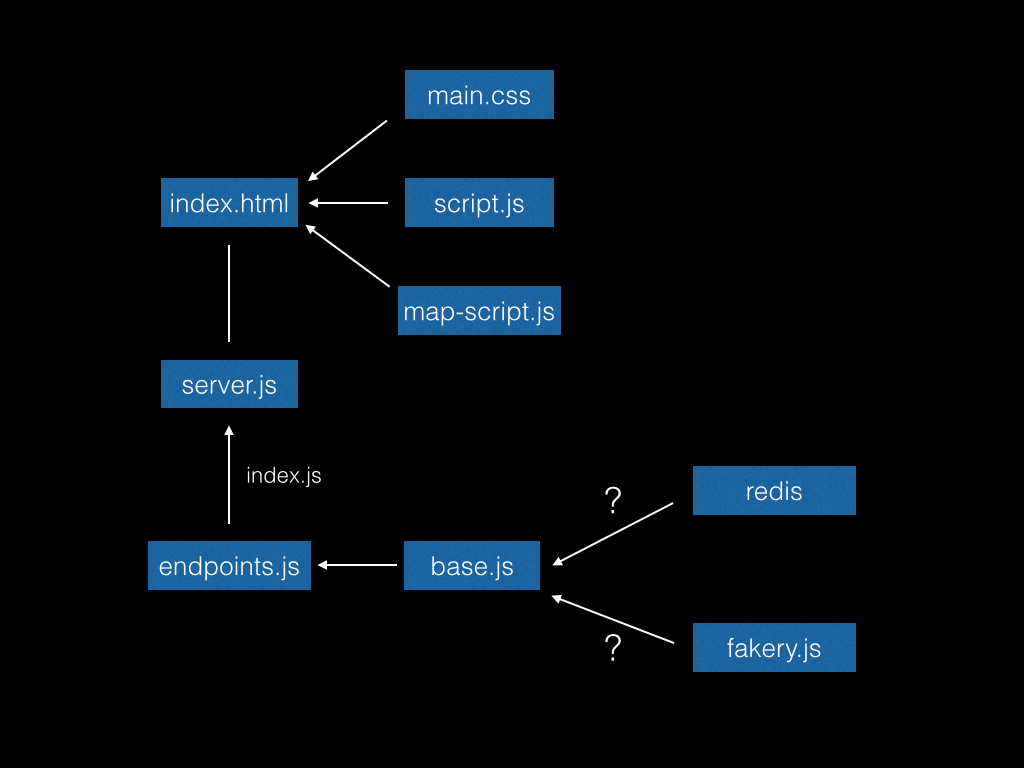 main.css
index.html
script.js
map-script.js
server.js
index.js
?
redis
endpoints.js
base.js
?
fakery.js